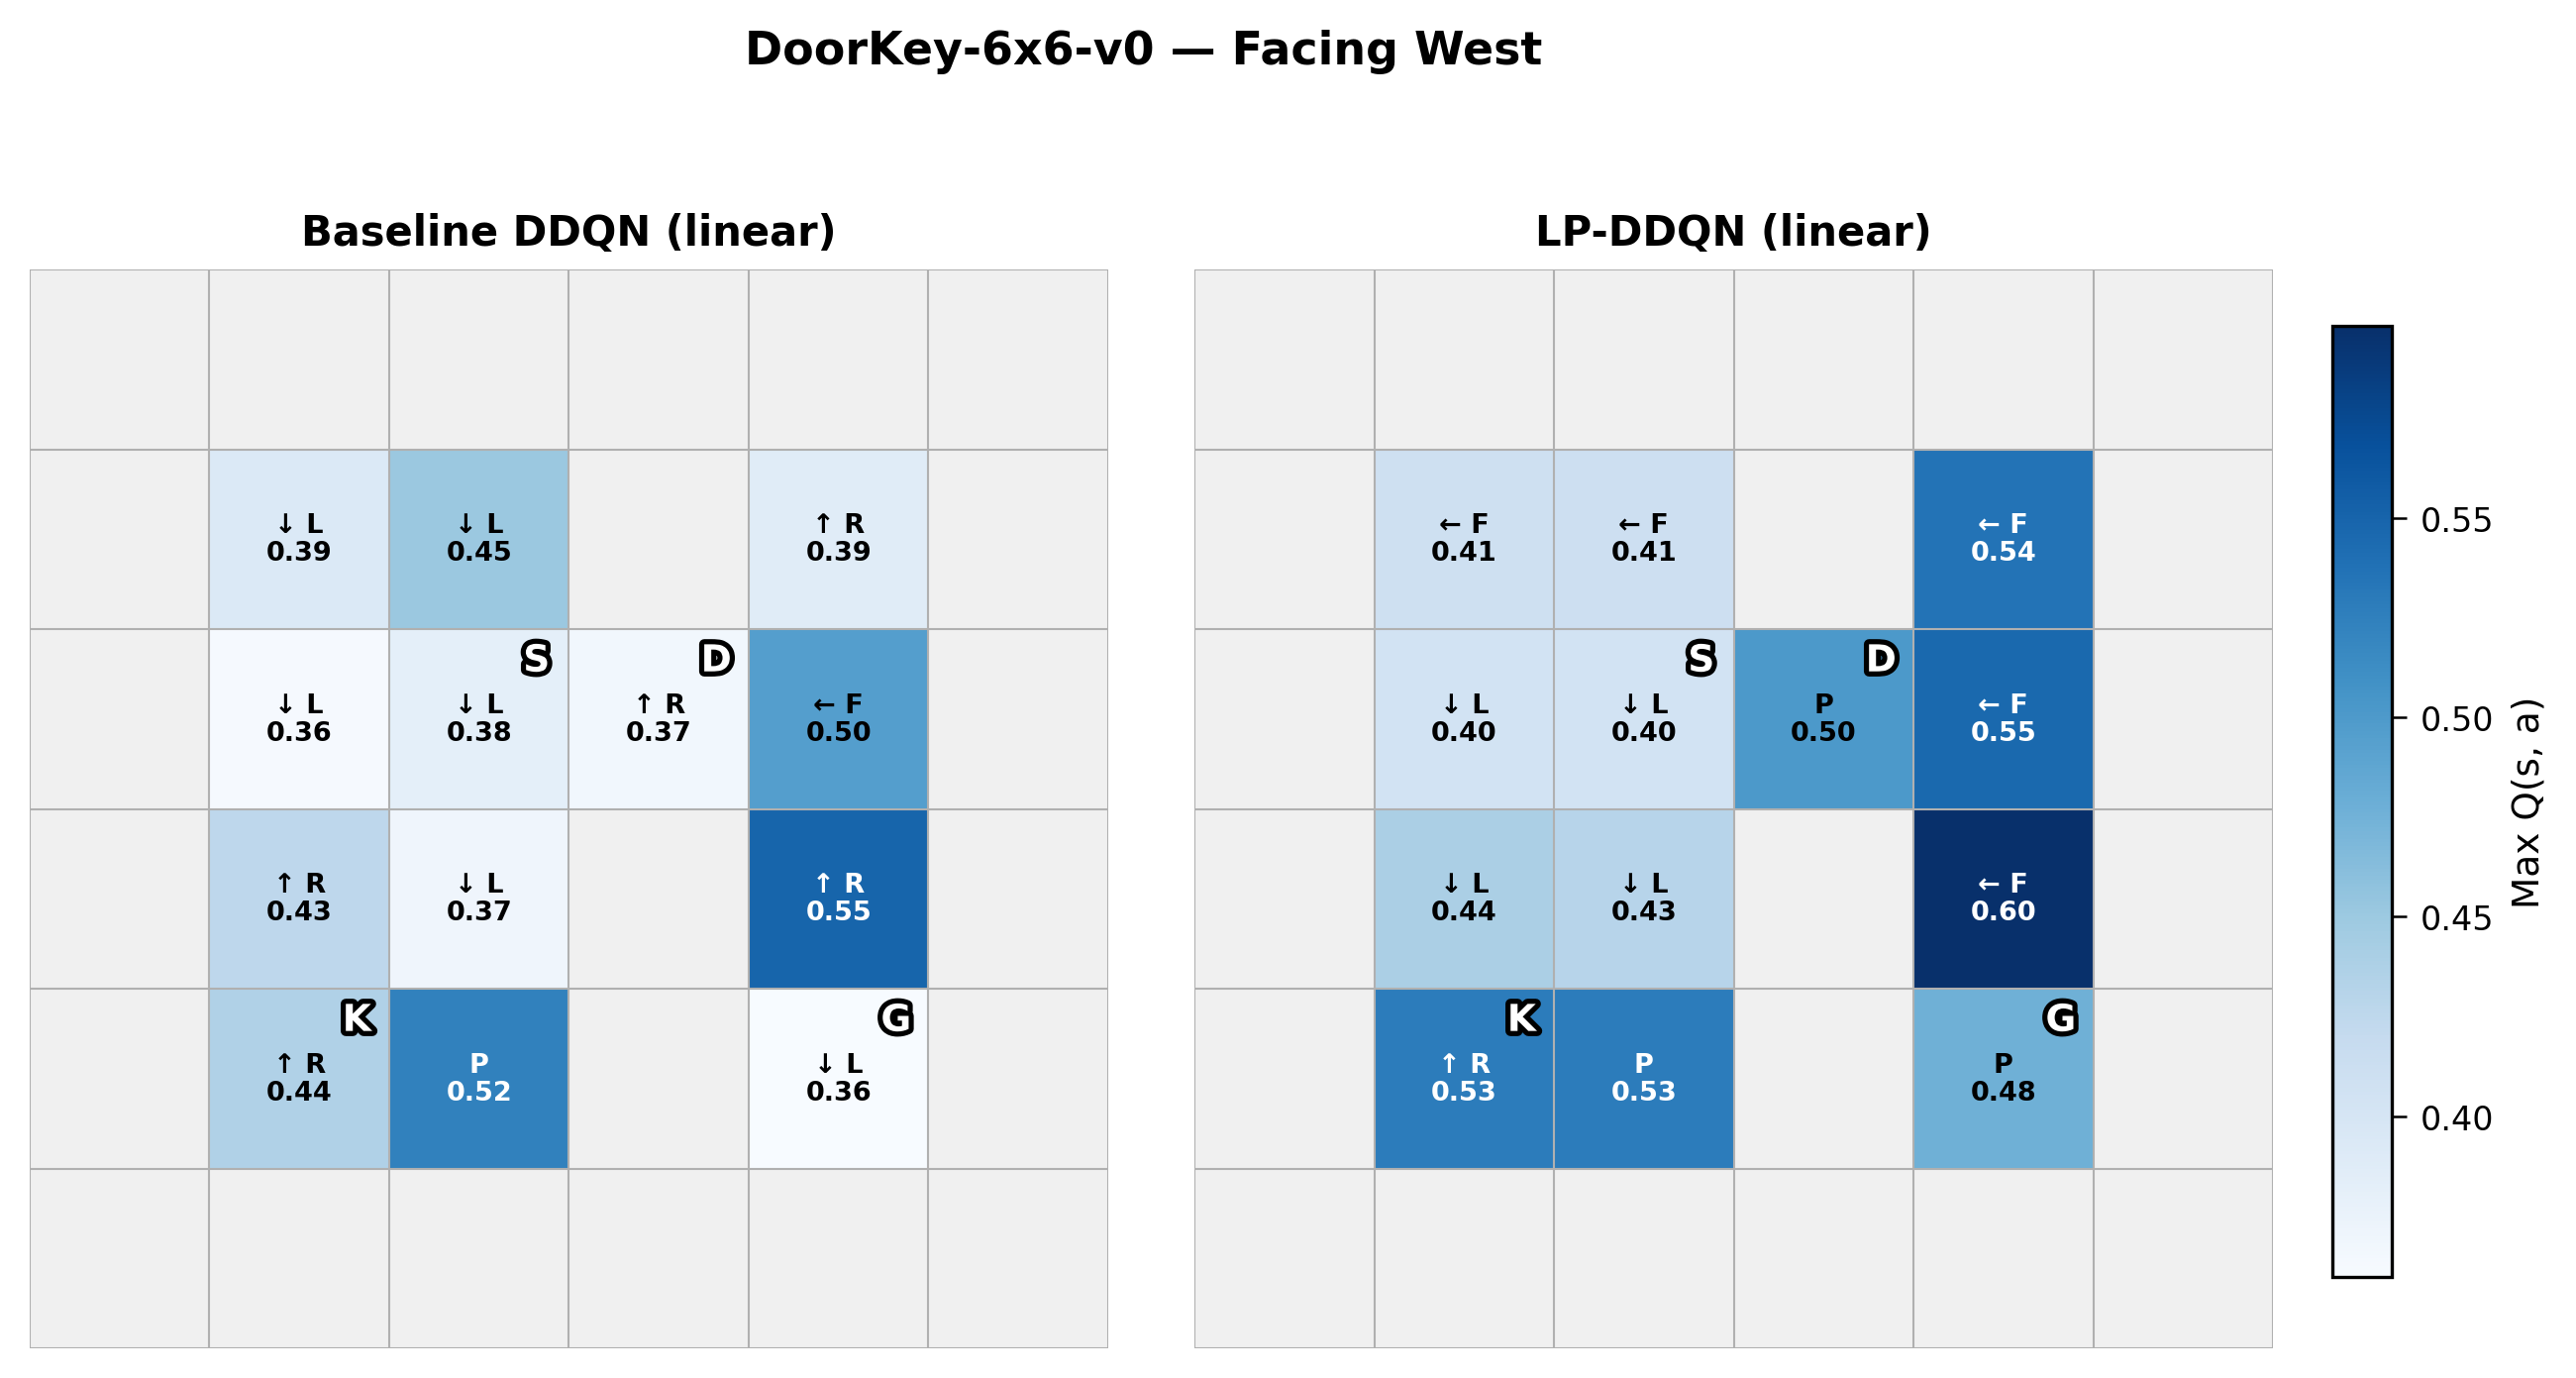 DoorKey-6x6-v0 — Facing West
Baseline DDQN (linear)
↓ L
0.39
↓ L
0.45
↑ R
0.39
↓ L
0.36
S
↓ L
0.38
D
↑ R
0.37
← F
0.50
↑ R
0.43
↓ L
0.37
↑ R
0.55
K
↑ R
0.44
P
0.52
G
↓ L
0.36
LP-DDQN (linear)
← F
0.41
← F
0.41
← F
0.54
↓ L
0.40
S
↓ L
0.40
D
P
0.50
← F
0.55
↓ L
0.44
↓ L
0.43
← F
0.60
K
↑ R
0.53
P
0.53
G
P
0.48
0.55
0.50
0.45
0.40
Max Q(s, a)